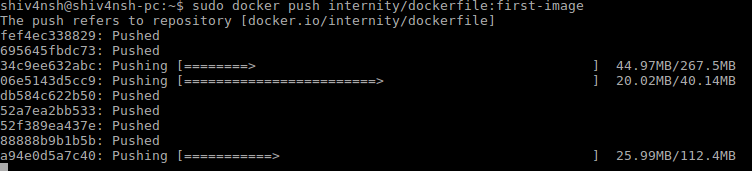 shiv4nsh@shiv4nsh-pc:~$ sudo docker push internity/dockerfile:first-image
The push refers to repository [docker.io/internity/dockerfile]
fef4ec338829: Pushed
695645fbdc73: Pushed
34c9ee632abc: Pushing [========>                                          ]  44.97MB/267.5MB
06e5143d5cc9: Pushing [========================>                          ]  20.02MB/40.14MB
db584c622b50: Pushed
52a7ea2bb533: Pushed
52f389ea437e: Pushed
88888b9b1b5b: Pushed
a94e0d5a7c40: Pushing [===========>                                       ]  25.99MB/112.4MB